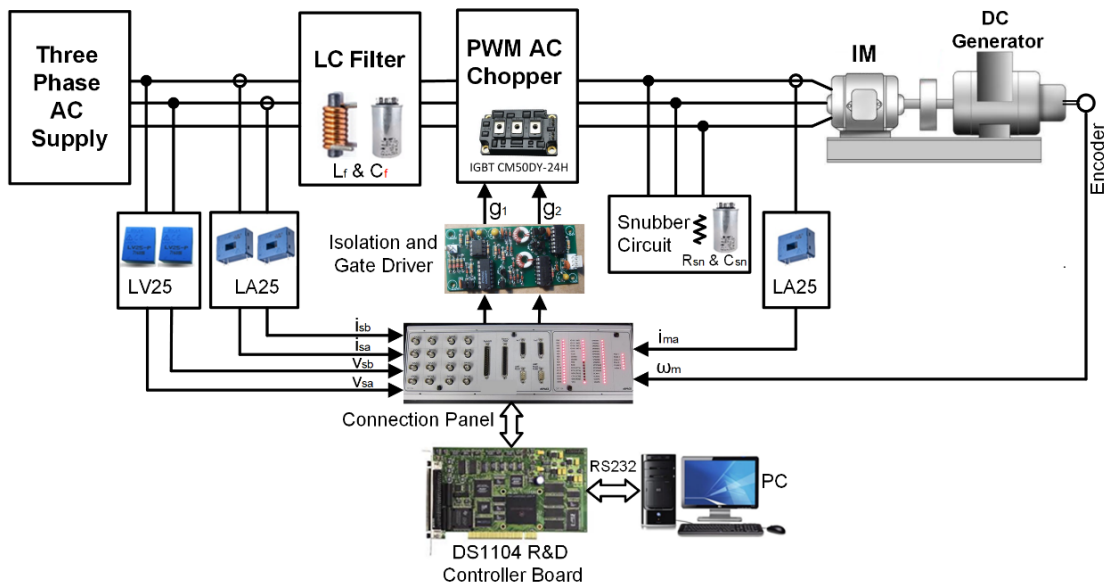 Three
Phase
AC
Supply
LC Filter
Lf & Cf
PWM AC
Chopper
IGBT CM50DY-24H
IM
DC
Generator
Encoder
g1
g2
Isolation and
Gate Driver
Snubber
Circuit
Rsn & Csn
LV25
LA25
LA25
isb
isa
vsb
vsa
ima
ωm
Connection Panel
RS232
PC
DS1104 R&D
Controller Board